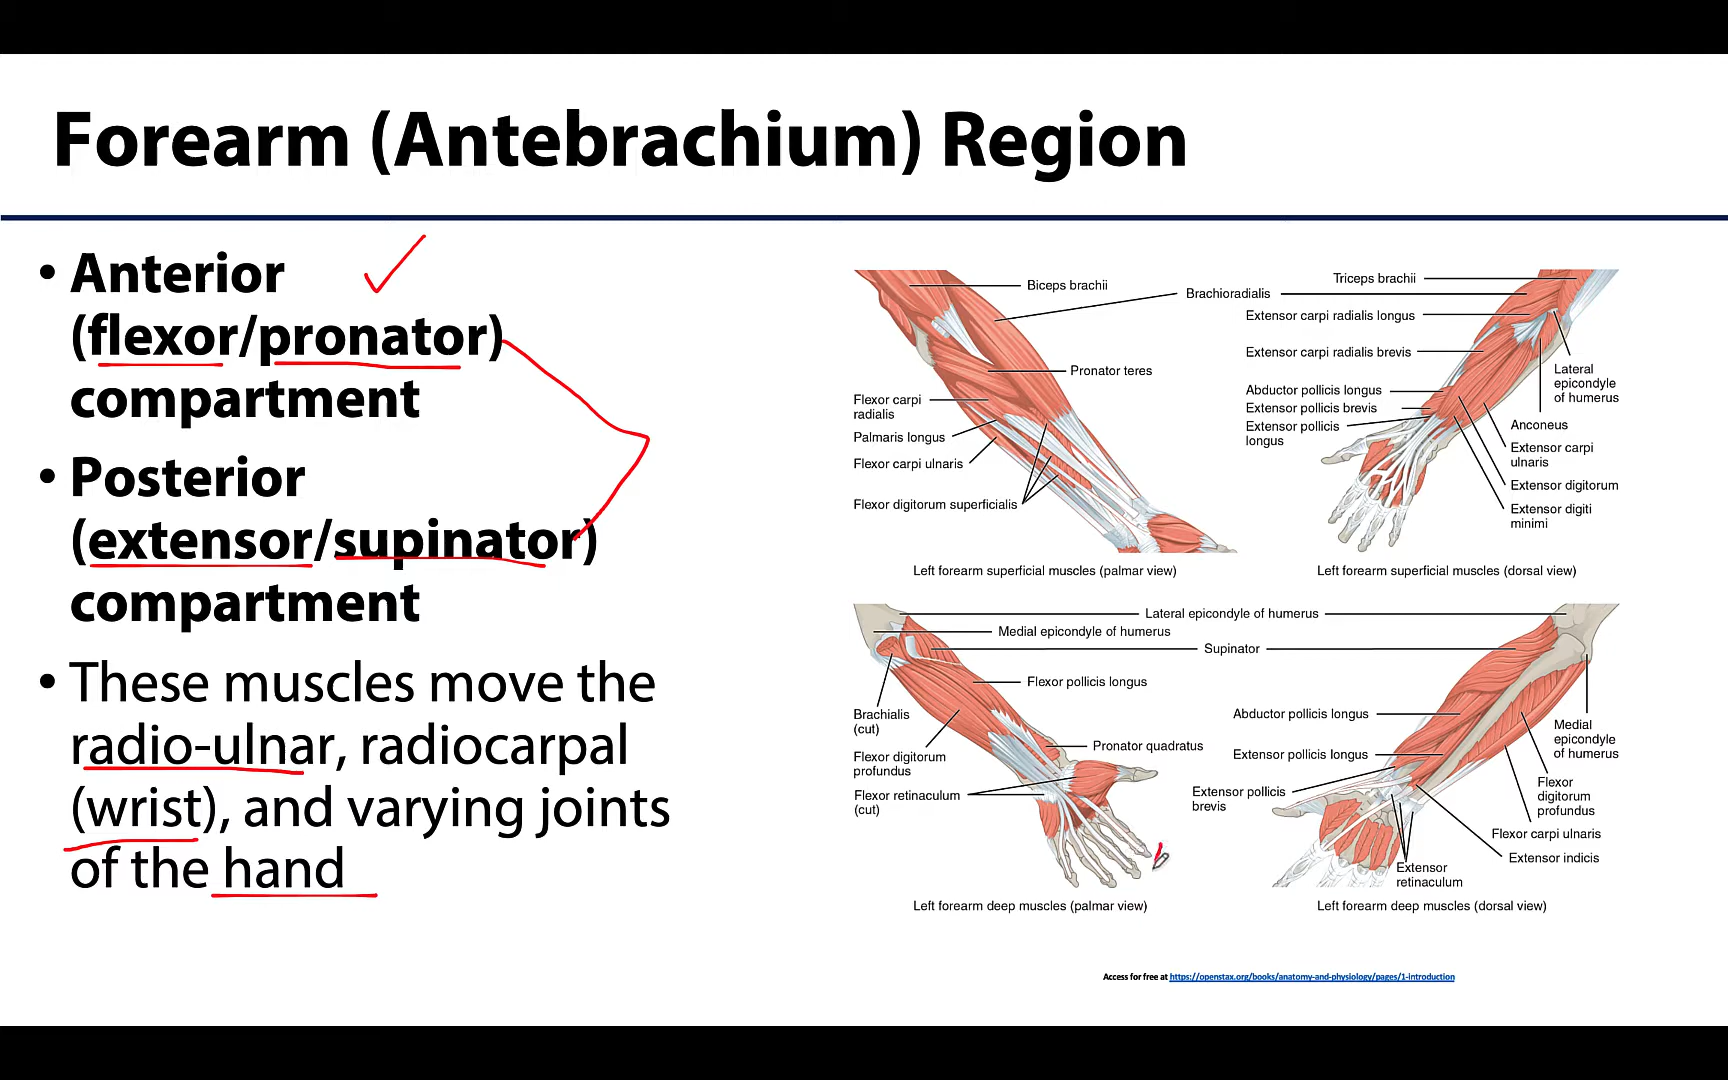 Forearm (Antebrachium) Region
• Anterior
(flexor/pronator)
compartment
• Posterior
(extensor/supinator)
compartment
• These muscles move the
radio-ulnar, radiocarpal
(wrist), and varying joints
of the hand
Biceps brachii
Brachioradialis
Pronator teres
Flexor carpi
radialis
Palmaris longus
Flexor carpi ulnaris
Flexor digitorum superficialis
Left forearm superficial muscles (palmar view)
Triceps brachii
Extensor carpi radialis longus
Extensor carpi radialis brevis
Abductor pollicis longus
Extensor pollicis brevis
Extensor pollicis
longus
Lateral
epicondyle
of humerus
Anconeus
Extensor carpi
ulnaris
Extensor digitorum
Extensor digiti
minimi
Left forearm superficial muscles (dorsal view)
Lateral epicondyle of humerus
Medial epicondyle of humerus
Supinator
Flexor pollicis longus
Brachialis
(cut)
Pronator quadratus
Flexor digitorum
profundus
Flexor retinaculum
(cut)
Left forearm deep muscles (palmar view)
Abductor pollicis longus
Extensor pollicis longus
Extensor pollicis
brevis
Medial
epicondyle
of humerus
Flexor
digitorum
profundus
Flexor carpi ulnaris
Extensor indicis
Extensor
retinaculum
Left forearm deep muscles (dorsal view)
Access for free at https://openstax.org/books/anatomy-and-physiology/pages/1-introduction